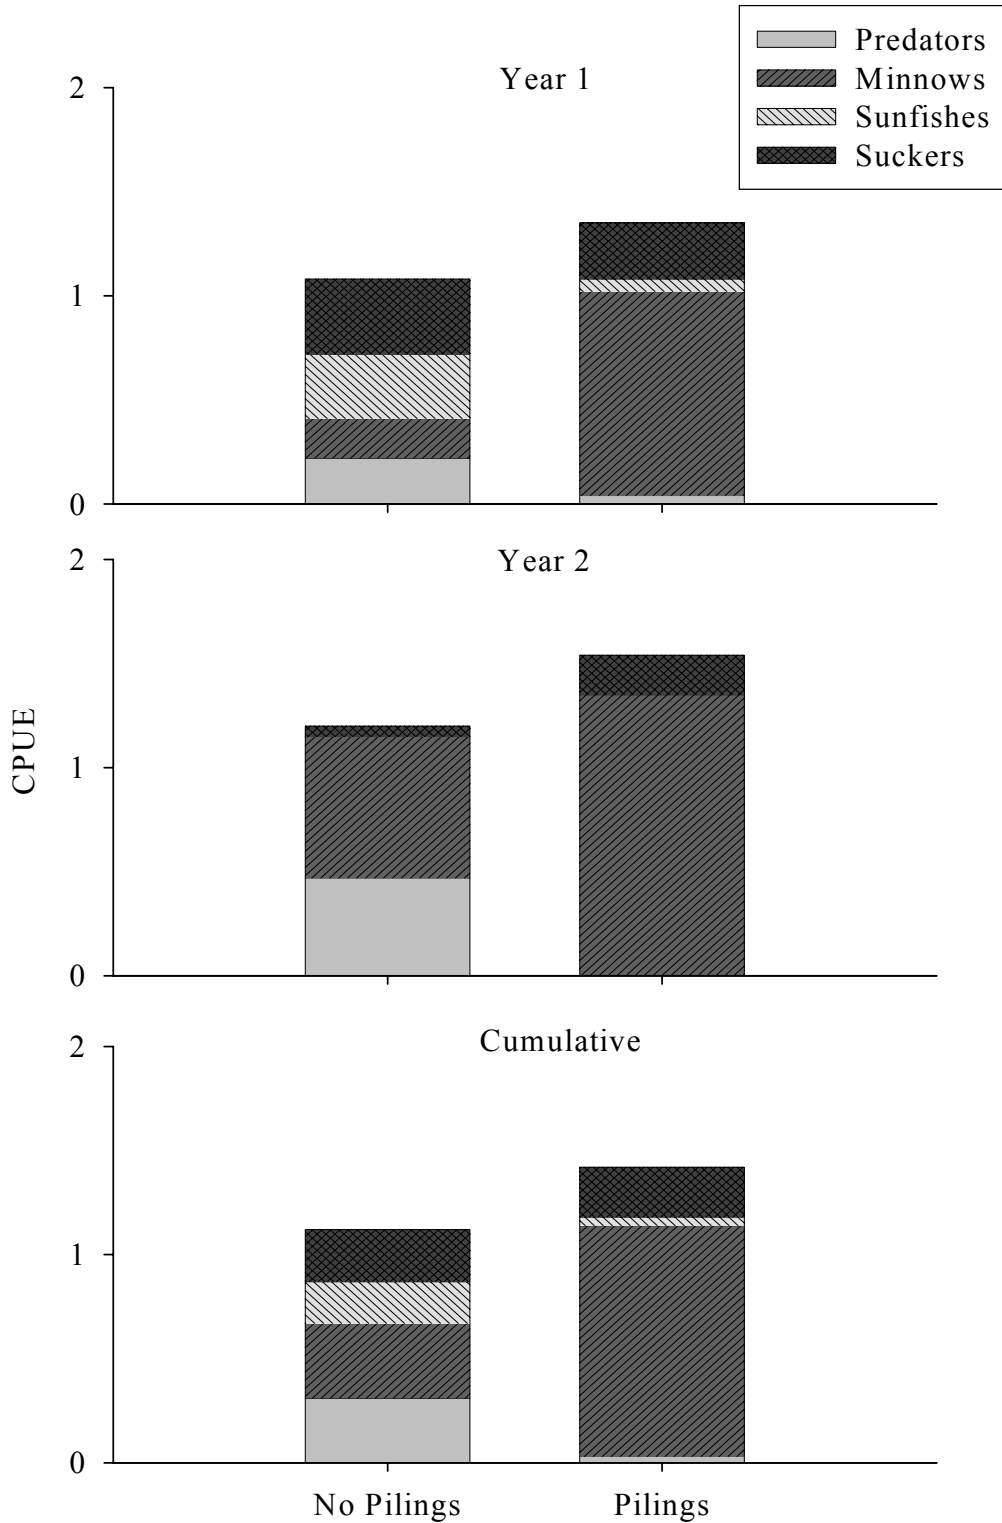 Predators
Minnows
Sunfishes
Suckers
Year 1
2
1
0
Year 2
2
1
0
CPUE
Cumulative
2
1
0
No Pilings
Pilings